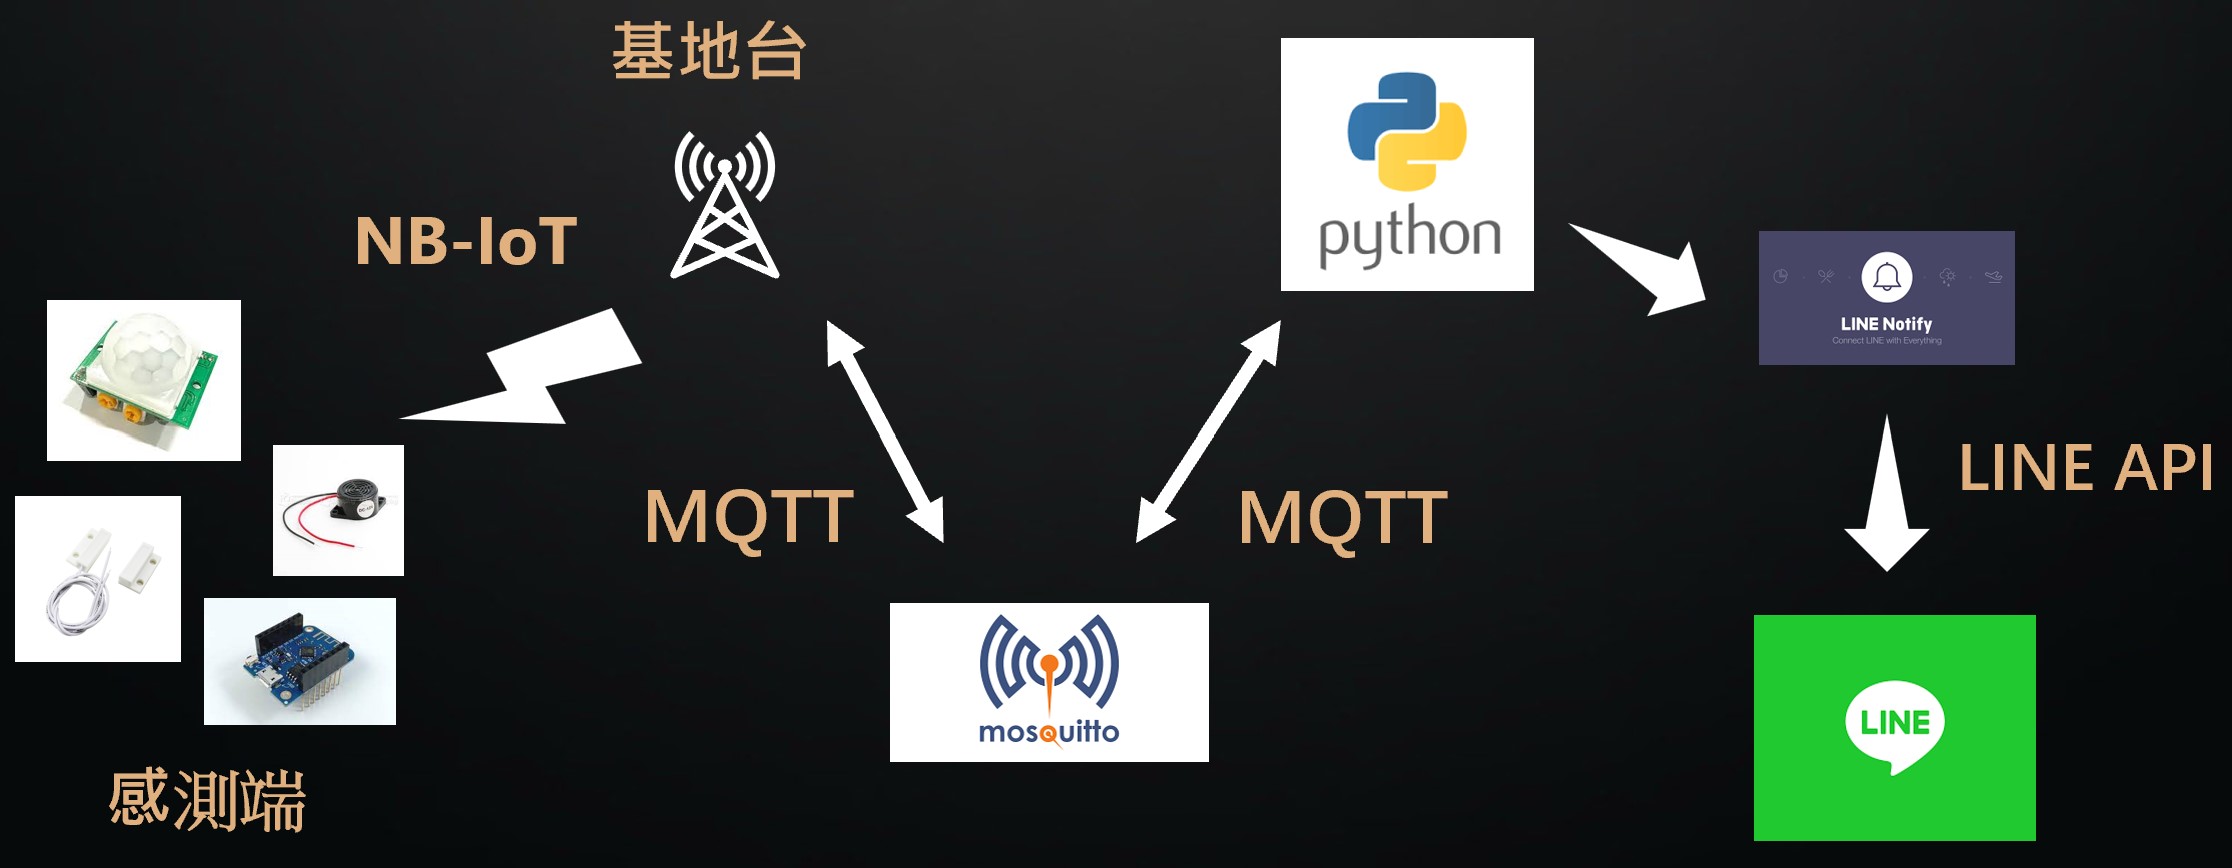 基地台
NB-IoT
python
LINE Notify
Connect LINE with Everything
LINE API
MQTT
MQTT
mosquitto
LINE
感測端